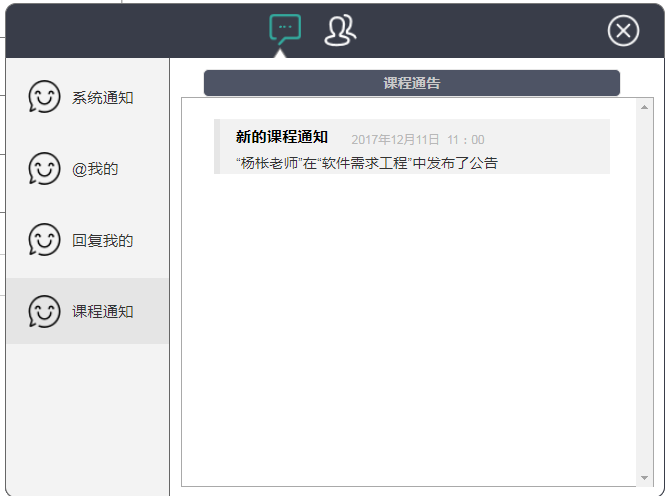 课程通告
系统通知
@我的
回复我的
课程通知
新的课程通知 2017年12月11日 11：00
“杨枨老师”在“软件需求工程”中发布了公告